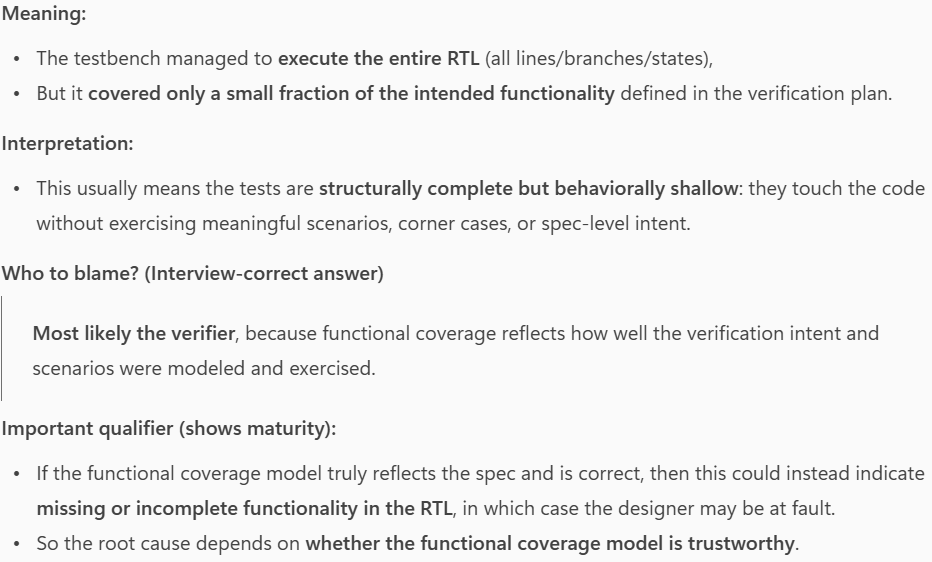 Meaning:
• The testbench managed to execute the entire RTL (all lines/branches/states),
• But it covered only a small fraction of the intended functionality defined in the verification plan.
Interpretation:
• This usually means the tests are structurally complete but behaviorally shallow: they touch the code
without exercising meaningful scenarios, corner cases, or spec-level intent.
Who to blame? (Interview-correct answer)
Most likely the verifier, because functional coverage reflects how well the verification intent and
scenarios were modeled and exercised.
Important qualifier (shows maturity):
• If the functional coverage model truly reflects the spec and is correct, then this could instead indicate
missing or incomplete functionality in the RTL, in which case the designer may be at fault.
• So the root cause depends on whether the functional coverage model is trustworthy.